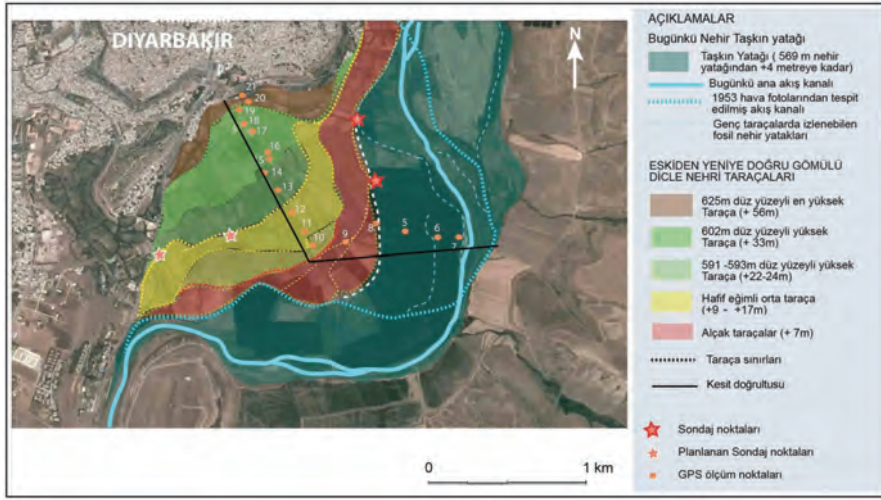 DIYARBAKIR
N
21
20
19
18
17
16
15
14
13
12
11
10
9
8
5
6
7
0
1 km
AÇIKLAMALAR
Bugünkü Nehir Taşkın yatağı
Taşkın Yatağı ( 569 m nehir
yatağından +4 metreye kadar)
Bugünkü ana akış kanalı
1953 hava fotolarından tespit
edilmiş akış kanalı
Genç taraçalarda izlenebilen
fosil nehir yatakları
ESKİDEN YENİYE DOĞRU GÖMÜLÜ
DİCLE NEHRİ TARAÇALARI
625m düz yüzeyli en yüksek
Taraça (+ 56m)
602m düz yüzeyli yüksek
Taraça (+ 33m)
591 -593m düz yüzeyli yüksek
Taraça (+22-24m)
Hafif eğimli orta taraça
(+9 - +17m)
Alçak taraçalar (+ 7m)
Taraça sınırları
Kesit doğrultusu
Sondaj noktaları
Planlanan Sondaj noktaları
GPS ölçüm noktaları